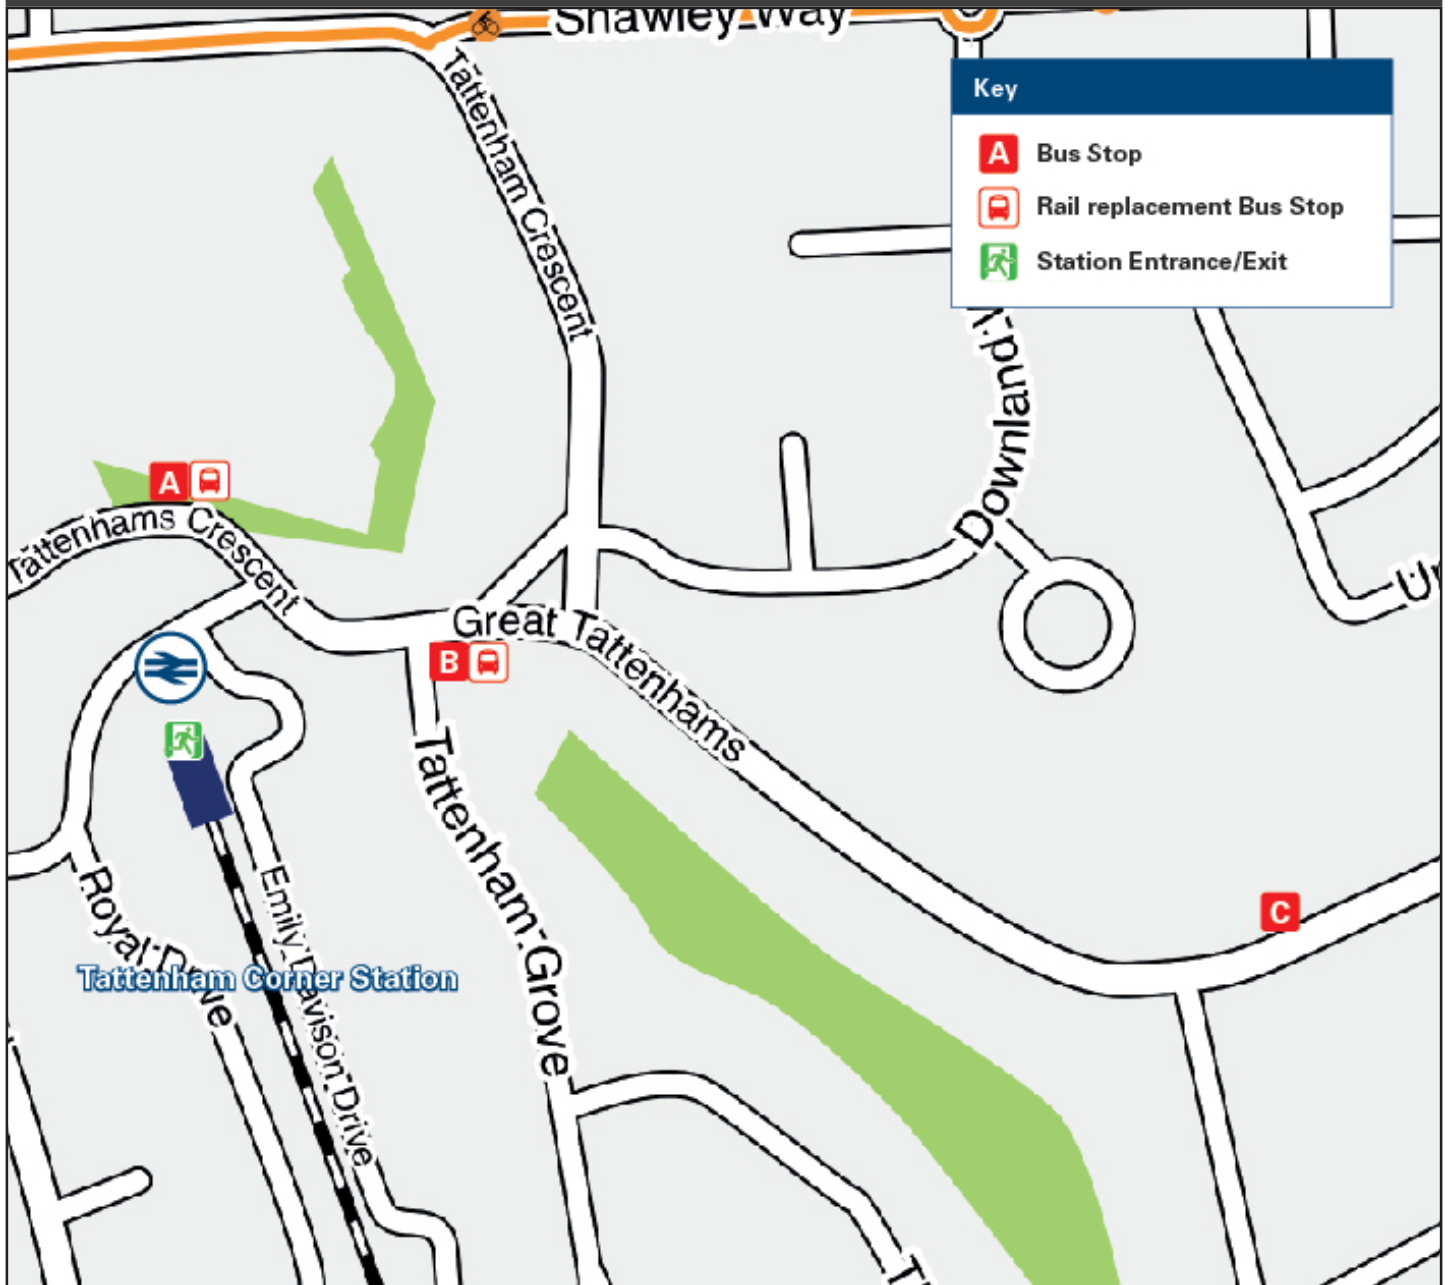 Shawley Way
Tattenham Crescent
Key
A Bus Stop
Rail replacement Bus Stop
Station Entrance/Exit
A
Tattenhams Crescent
Great Tattenhams
B
Tattenham Grove
C
Royal Drive
Emily Davison Drive
Tattenham Corner Station